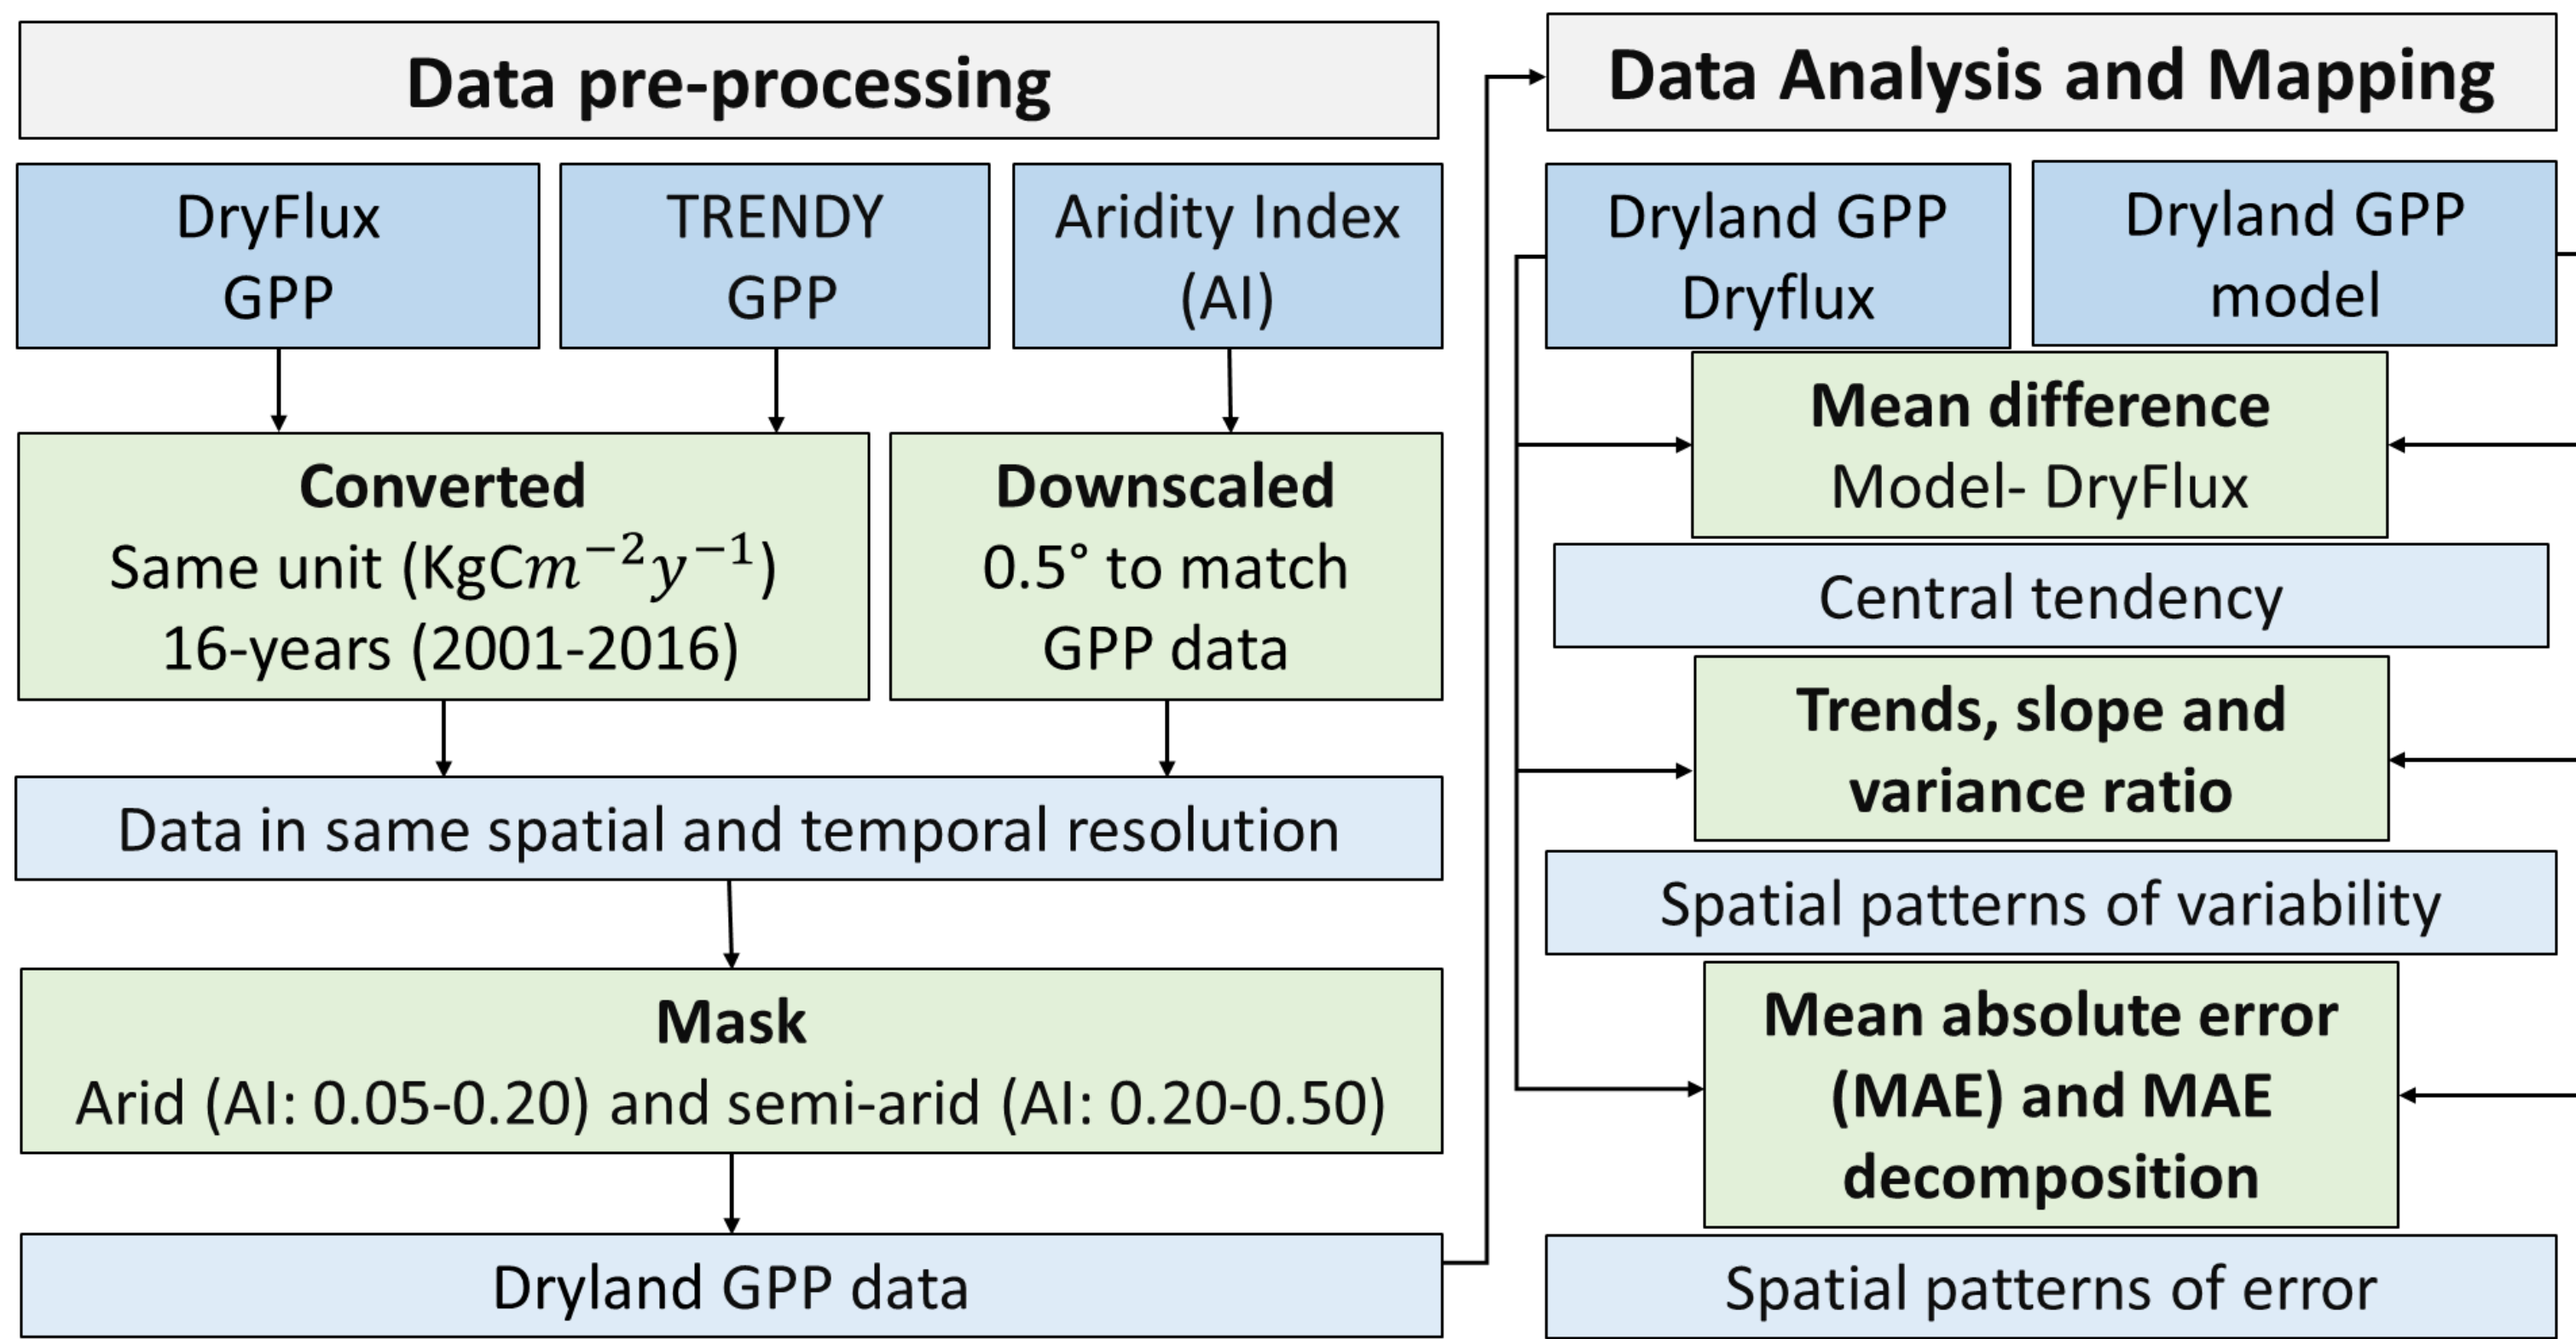 Data pre-processing
DryFlux
GPP
TRENDY
GPP
Aridity Index
(AI)
Converted
Same unit (KgCm⁻²y⁻¹)
16-years (2001-2016)
Downscaled
0.5° to match
GPP data
Data in same spatial and temporal resolution
Mask
Arid (AI: 0.05-0.20) and semi-arid (AI: 0.20-0.50)
Dryland GPP data
Data Analysis and Mapping
Dryland GPP
Dryflux
Dryland GPP
model
Mean difference
Model- DryFlux
Central tendency
Trends, slope and
variance ratio
Spatial patterns of variability
Mean absolute error
(MAE) and MAE
decomposition
Spatial patterns of error